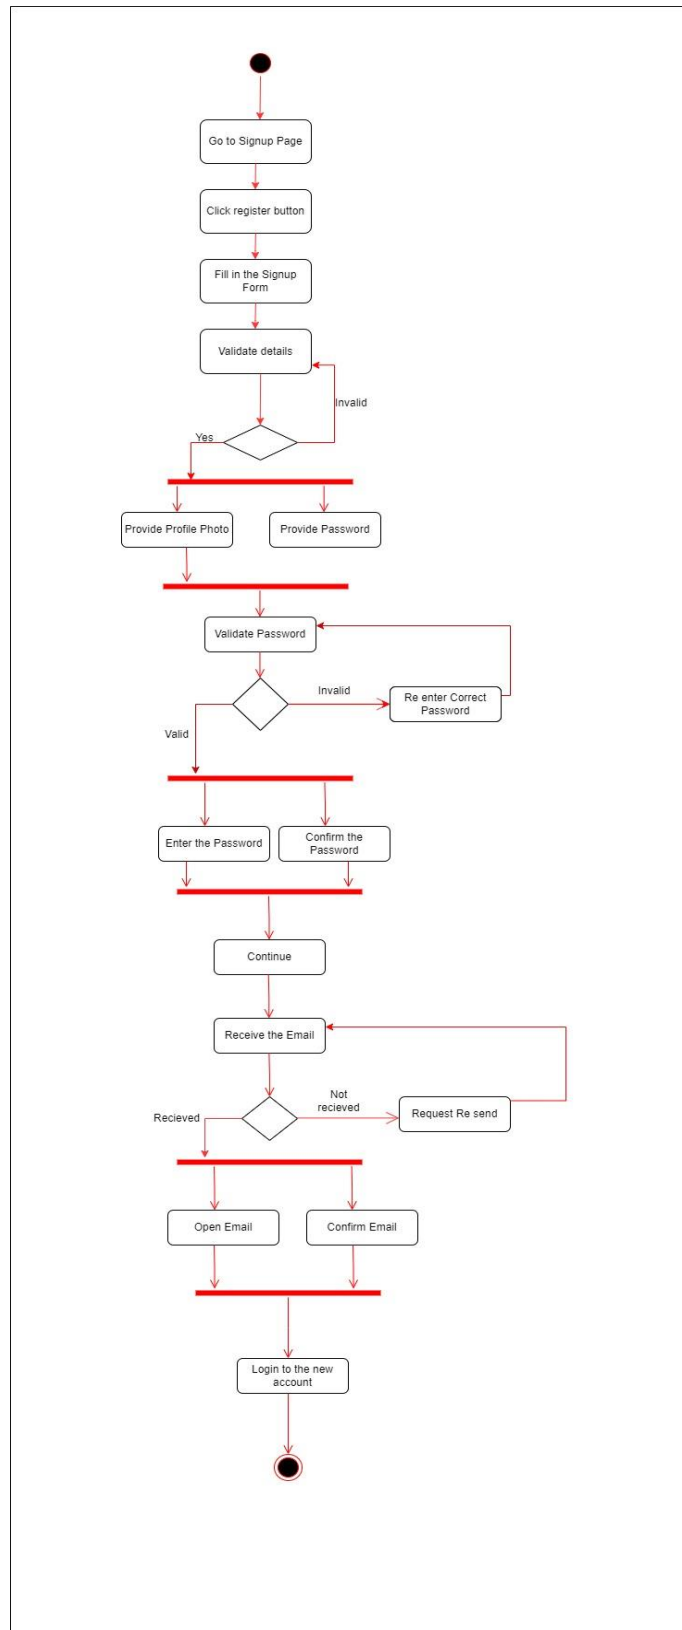 Go to Signup Page
Click register button
Fill in the Signup
Form
Validate details
Invalid
Yes
Provide Profile Photo
Provide Password
Validate Password
Invalid
Re enter Correct
Password
Valid
Enter the Password
Confirm the
Password
Continue
Receive the Email
Not
recieved
Recieved
Request Re send
Open Email
Confirm Email
Login to the new
account